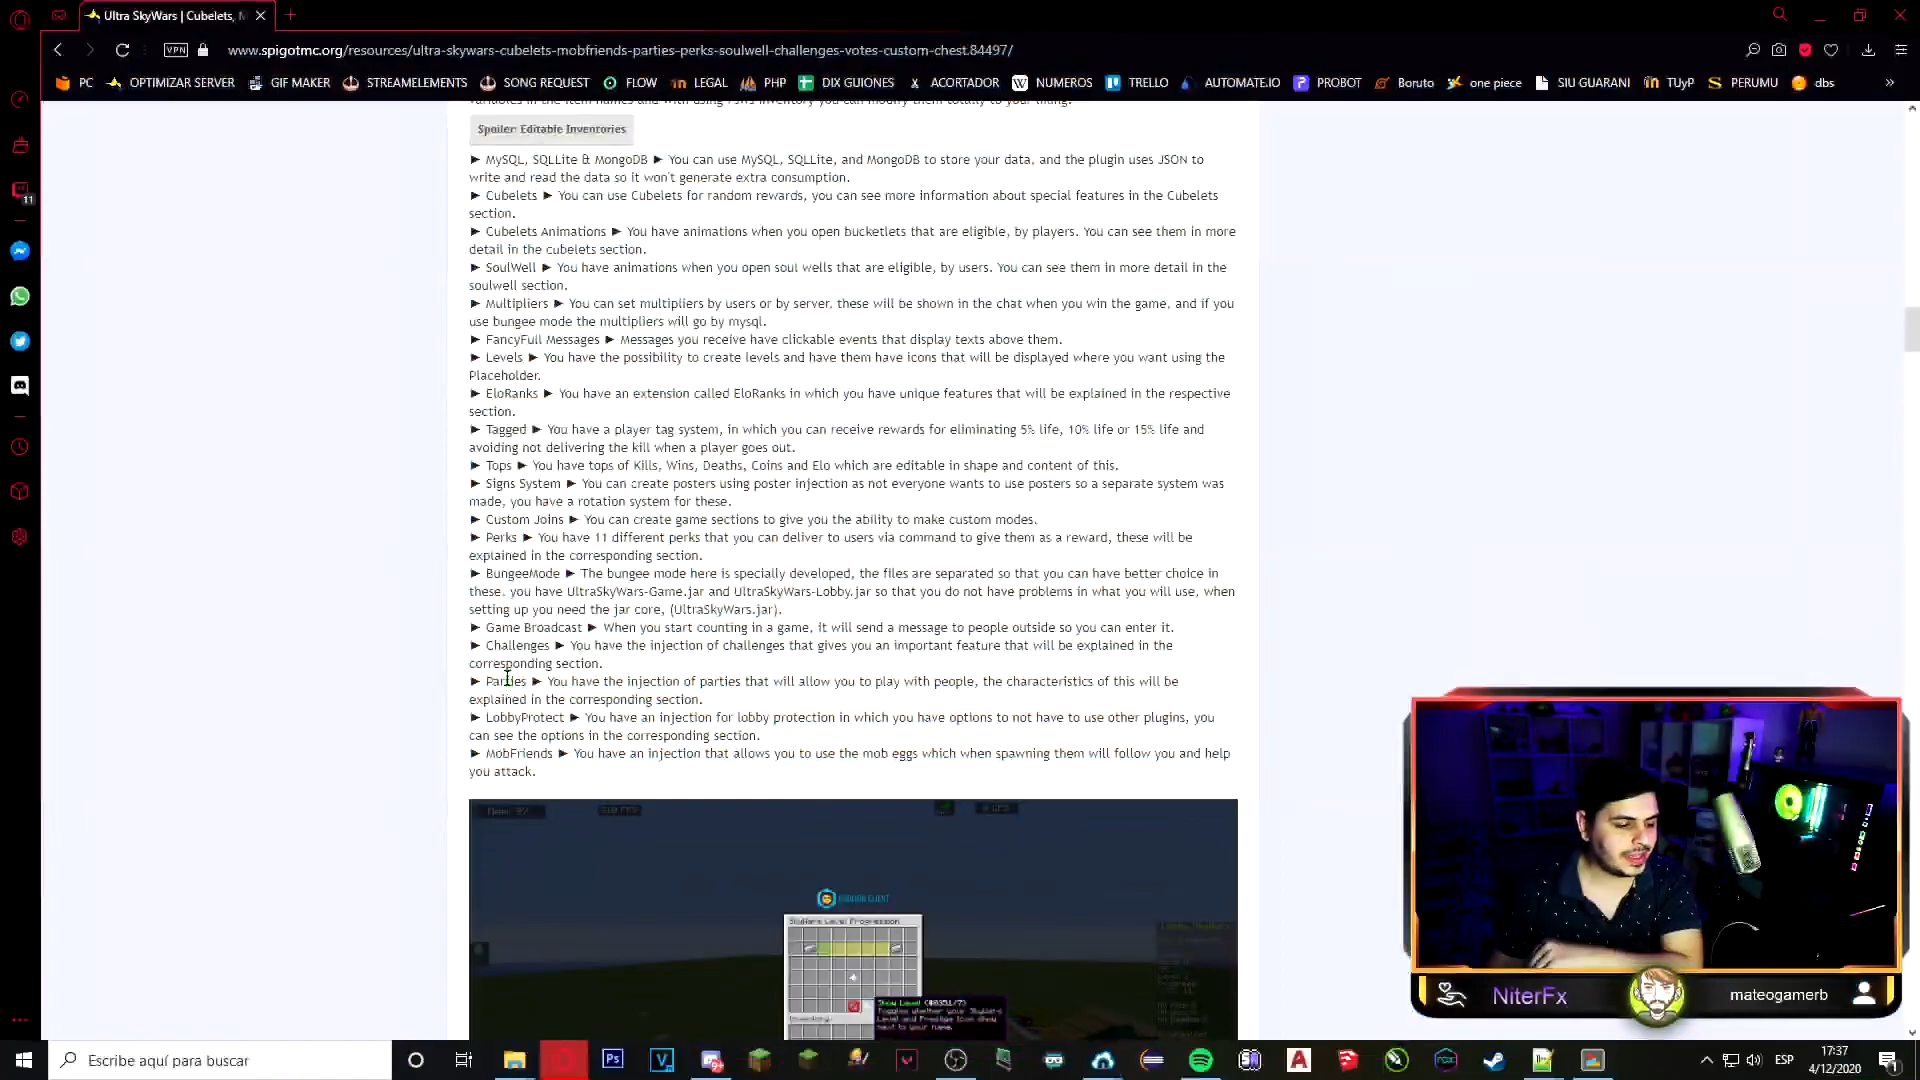 Ultra SkyWars | Cubelets, M
www.spigotmc.org/resources/ultra-skywars-cubelets-mobfriends-parties-perks-soulwell-challenges-votes-custom-chest.84497/
VPN
PC OPTIMIZAR SERVER GIF MAKER STREAMELEMENTS SONG REQUEST FLOW LEGAL PHP DIX GUIONES ACORTADOR NUMEROS TRELLO AUTOMATE.IO PROBOT Boruto one piece SIU GUARANI TUyP PERUMU dbs »
11
Spoiler: Editable Inventories
► MySQL, SQLLite & MongoDB ► You can use MySQL, SQLLite, and MongoDB to store your data, and the plugin uses JSON to
write and read the data so it won't generate extra consumption.
► Cubelets ► You can use Cubelets for random rewards, you can see more information about special features in the Cubelets
section.
► Cubelets Animations ► You have animations when you open bucketlets that are eligible, by players. You can see them in more
detail in the cubelets section.
► SoulWell ► You have animations when you open soul wells that are eligible, by users. You can see them in more detail in the
soulwell section.
► Multipliers ► You can set multipliers by users or by server, these will be shown in the chat when you win the game, and if you
use bungee mode the multipliers will go by mysql.
► FancyFull Messages ► Messages you receive have clickable events that display texts above them.
► Levels ► You have the possibility to create levels and have them have icons that will be displayed where you want using the
Placeholder.
► EloRanks ► You have an extension called EloRanks in which you have unique features that will be explained in the respective
section.
► Tagged ► You have a player tag system, in which you can receive rewards for eliminating 5% life, 10% life or 15% life and
avoiding not delivering the kill when a player goes out.
► Tops ► You have tops of Kills, Wins, Deaths, Coins and Elo which are editable in shape and content of this.
► Signs System ► You can create posters using poster injection as not everyone wants to use posters so a separate system was
made, you have a rotation system for these.
► Custom Joins ► You can create game sections to give you the ability to make custom modes.
► Perks ► You have 11 different perks that you can deliver to users via command to give them as a reward, these will be
explained in the corresponding section.
► BungeeMode ► The bungee mode here is specially developed, the files are separated so that you can have better choice in
these, you have UltraSkyWars-Game.jar and UltraSkyWars-Lobby.jar so that you do not have problems in what you will use, when
setting up you need the jar core, (UltraSkyWars.jar).
► Game Broadcast ► When you start counting in a game, it will send a message to people outside so you can enter it.
► Challenges ► You have the injection of challenges that gives you an important feature that will be explained in the
corresponding section.
► Parties ► You have the injection of parties that will allow you to play with people, the characteristics of this will be
explained in the corresponding section.
► LobbyProtect ► You have an injection for lobby protection in which you have options to not have to use other plugins, you
can see the options in the corresponding section.
► MobFriends ► You have an injection that allows you to use the mob eggs which when spawning them will follow you and help
you attack.
SkyWars Level Progression
NiterFx
mateogamerb
Escribe aquí para buscar
ESP
17:37
4/12/2020